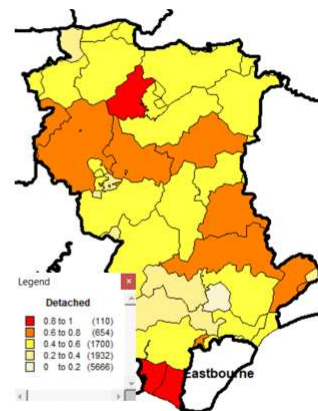 Eastbourne
Legend
Detached
0.8 to 1 (110)
0.6 to 0.8 (654)
0.4 to 0.6 (1700)
0.2 to 0.4 (1932)
0 to 0.2 (5666)